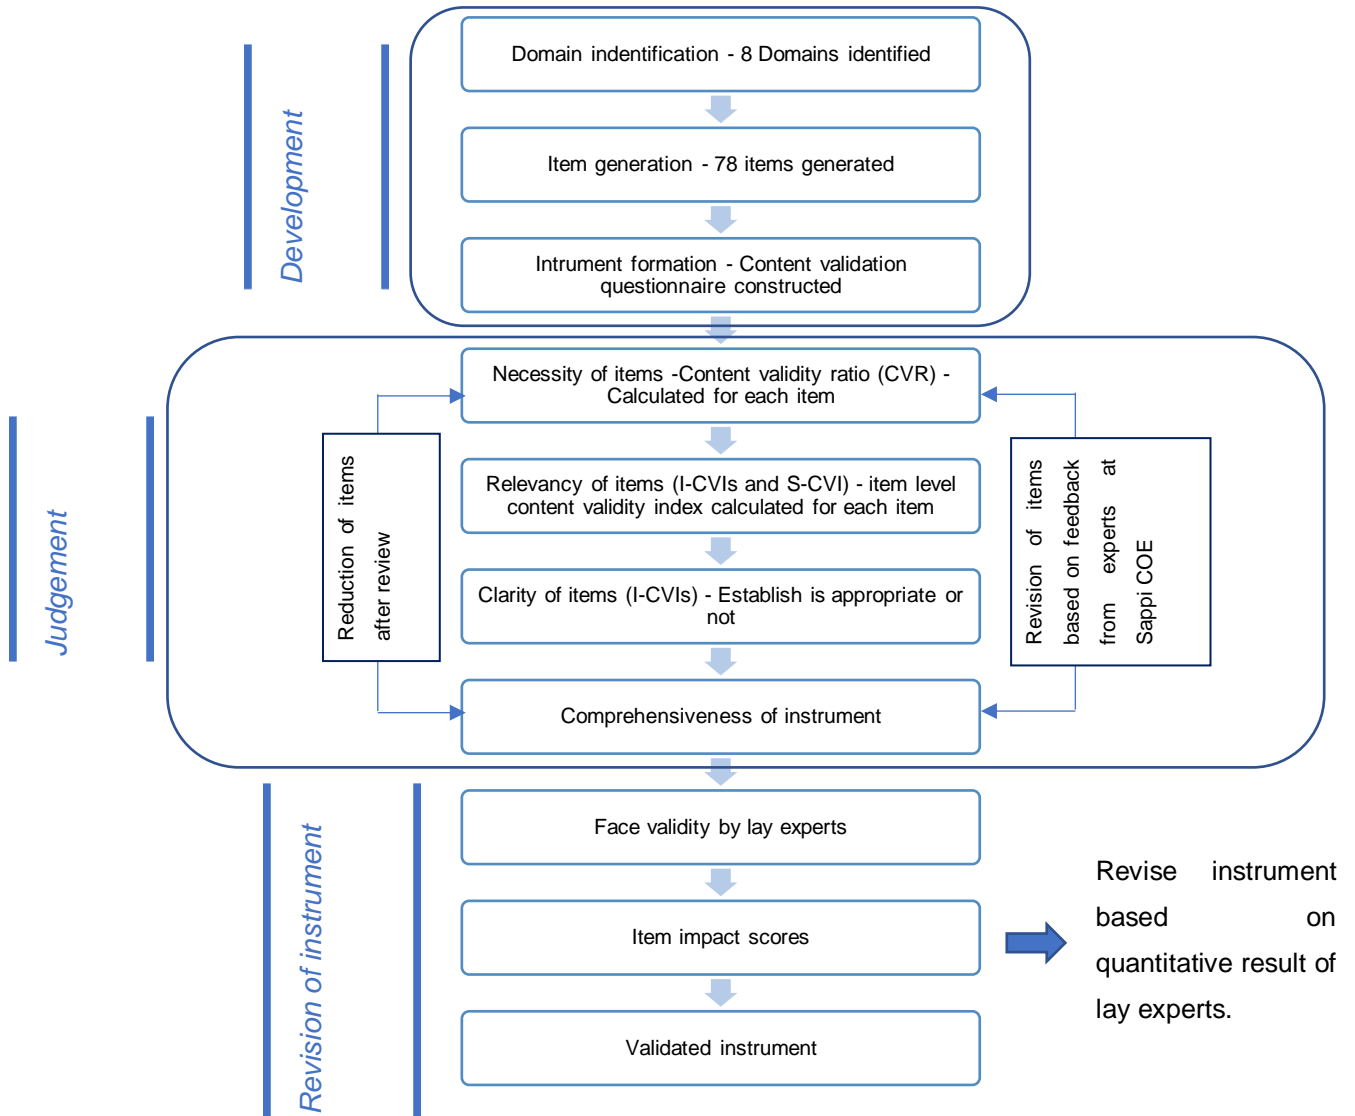 Development
Domain indentification - 8 Domains identified
Item generation - 78 items generated
Intrument formation - Content validation
questionnaire constructed
Judgement
Necessity of items -Content validity ratio (CVR) -
Calculated for each item
Relevancy of items (I-CVIs and S-CVI) - item level
content validity index calculated for each item
Clarity of items (I-CVIs) - Establish is appropriate or
not
Comprehensiveness of instrument
Reduction of items
after review
Revision of items
based on feedback
from experts at
Sappi COE
Revision of instrument
Face validity by lay experts
Item impact scores
Validated instrument
Revise instrument
based on
quantitative result of
lay experts.